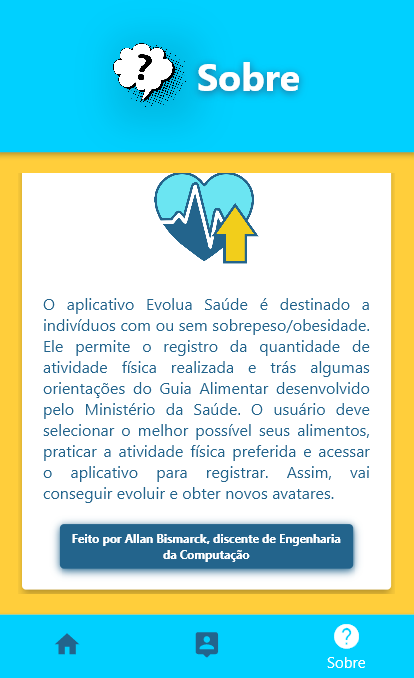 ?
Sobre
O aplicativo Evolua Saúde é destinado a
indivíduos com ou sem sobrepeso/obesidade.
Ele permite o registro da quantidade de
atividade física realizada e trás algumas
orientações do Guia Alimentar desenvolvido
pelo Ministério da Saúde. O usuário deve
selecionar o melhor possível seus alimentos,
praticar a atividade física preferida e acessar
o aplicativo para registrar. Assim, vai
conseguir evoluir e obter novos avatares.
Feito por Allan Bismarck, discente de Engenharia
da Computação
?
Sobre